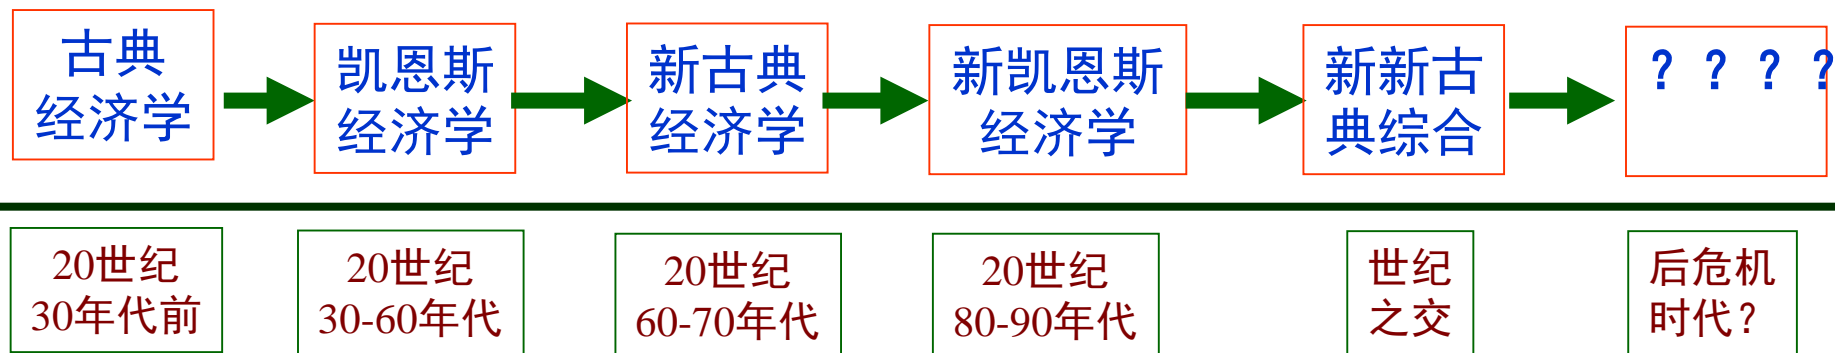 古典
经济学
凯恩斯
经济学
新古典
经济学
新凯恩斯
经济学
新新古
典综合
? ? ? ?
20世纪
30年代前
20世纪
30-60年代
20世纪
60-70年代
20世纪
80-90年代
世纪
之交
后危机
时代?